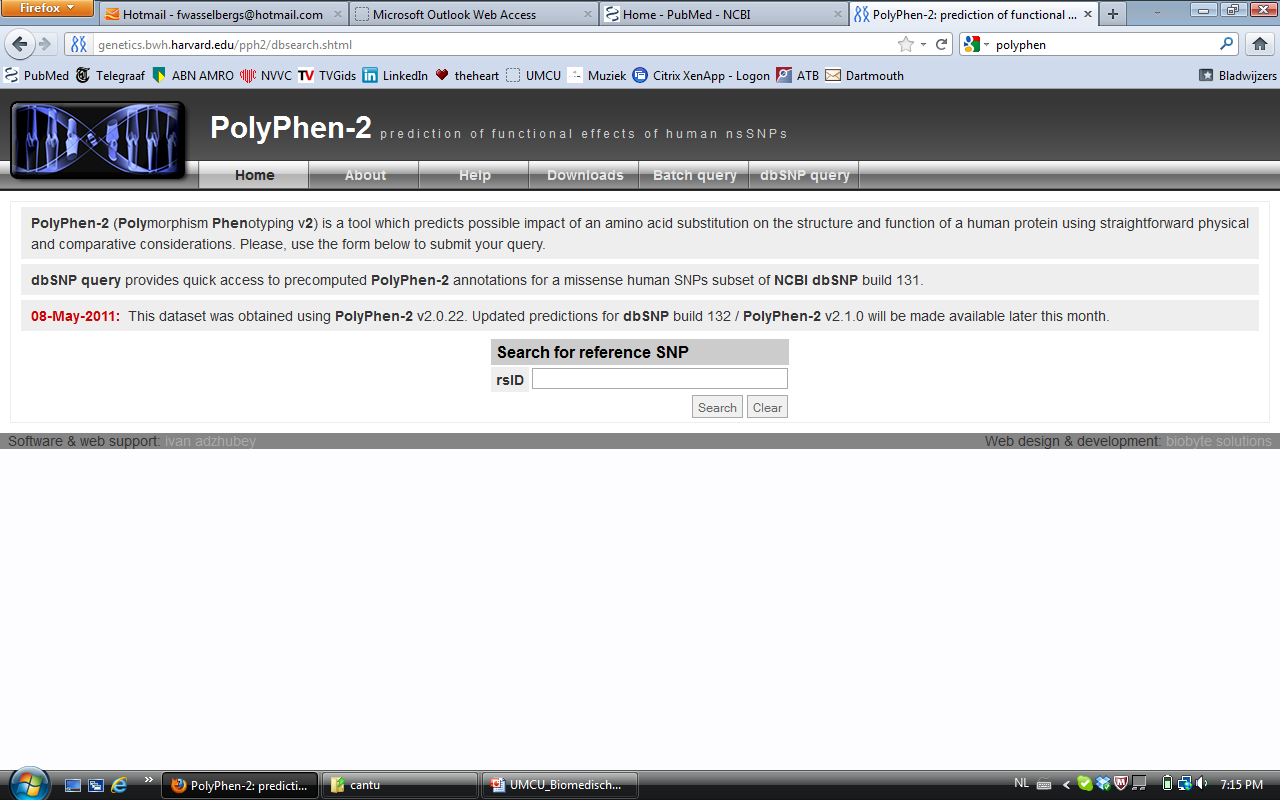 Firefox
Hotmail - fwasselbergs@hotmail.com
Microsoft Outlook Web Access
Home - PubMed - NCBI
PolyPhen-2: prediction of functional ...
genetics.bwh.harvard.edu/pph2/dbsearch.shtml
polyphen
PubMed Telegraaf ABN AMRO NVVC TV TVGids LinkedIn theheart UMCU Muziek Citrix XenApp - Logon ATB Dartmouth Bladwijzers
PolyPhen-2 prediction of functional effects of human nsSNPs
Home About Help Downloads Batch query dbSNP query
PolyPhen-2 (Polymorphism Phenotyping v2) is a tool which predicts possible impact of an amino acid substitution on the structure and function of a human protein using straightforward physical
and comparative considerations. Please, use the form below to submit your query.
dbSNP query provides quick access to precomputed PolyPhen-2 annotations for a missense human SNPs subset of NCBI dbSNP build 131.
08-May-2011: This dataset was obtained using PolyPhen-2 v2.0.22. Updated predictions for dbSNP build 132 / PolyPhen-2 v2.1.0 will be made available later this month.
Search for reference SNP
rsID
Search Clear
Software & web support: ivan adzhubey
Web design & development: biobyte solutions
PolyPhen-2: predicti...
cantu
UMCU_Biomedisch...
NL
7:15 PM